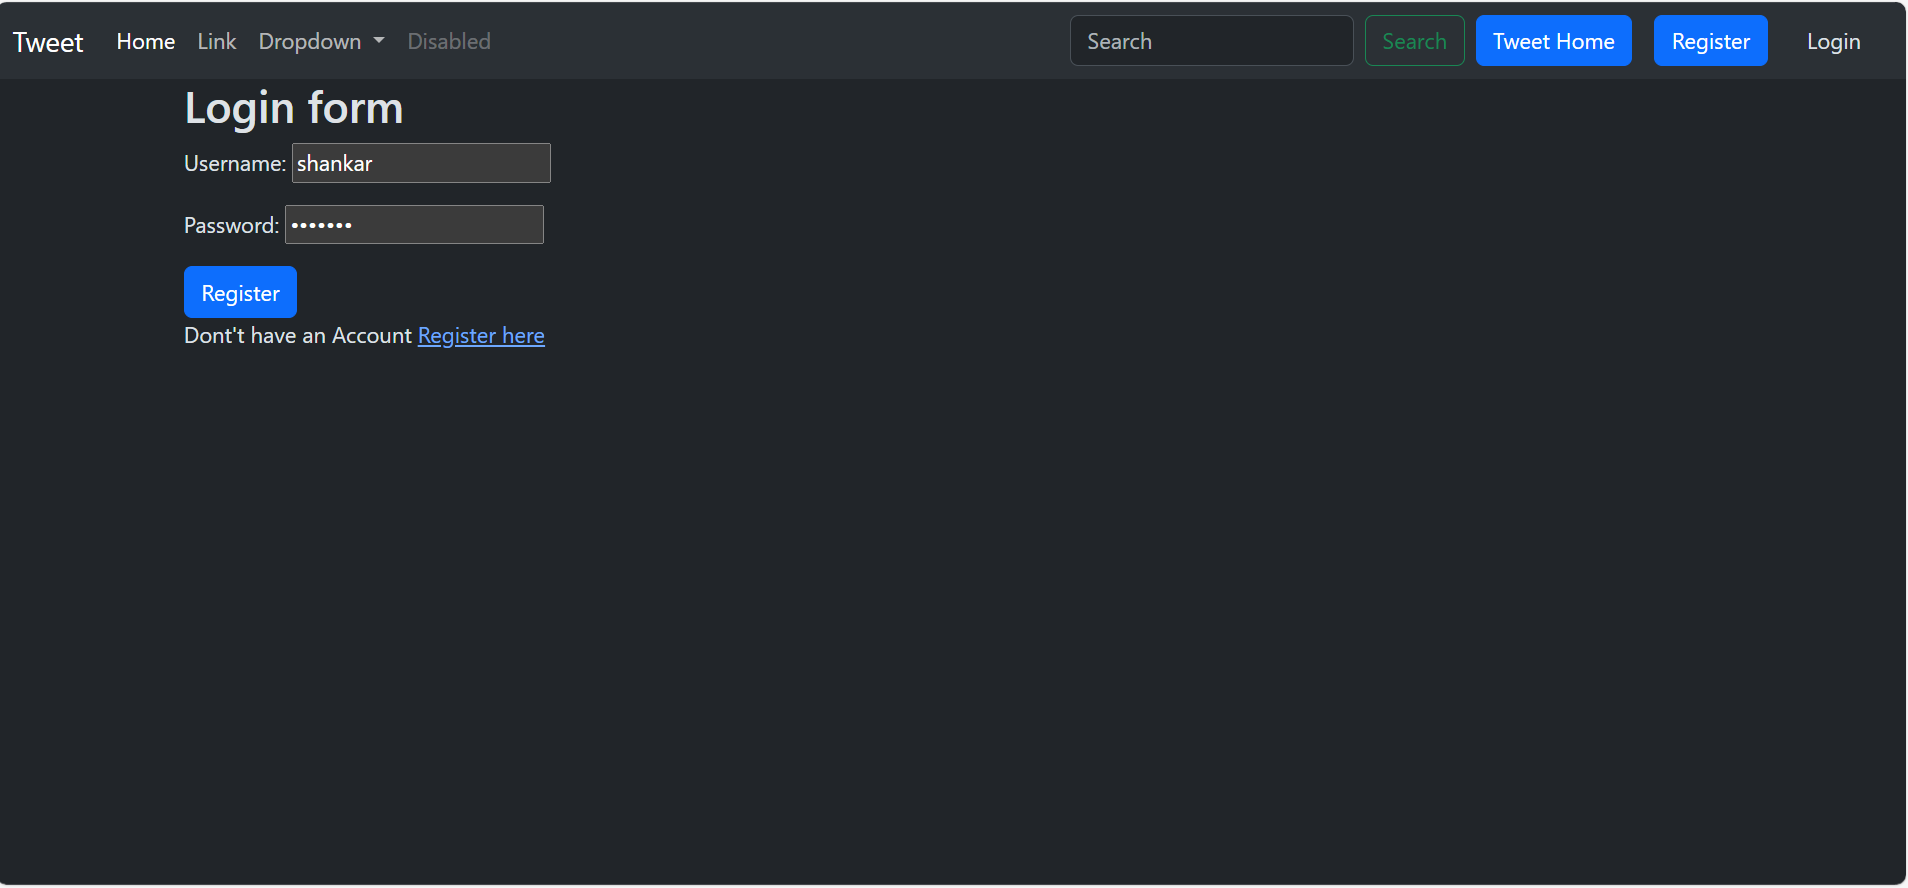 Tweet Home Link Dropdown Disabled Search Search Tweet Home Register Login
Login form
Username: shankar
Password: •••••••
Register
Dont't have an Account Register here